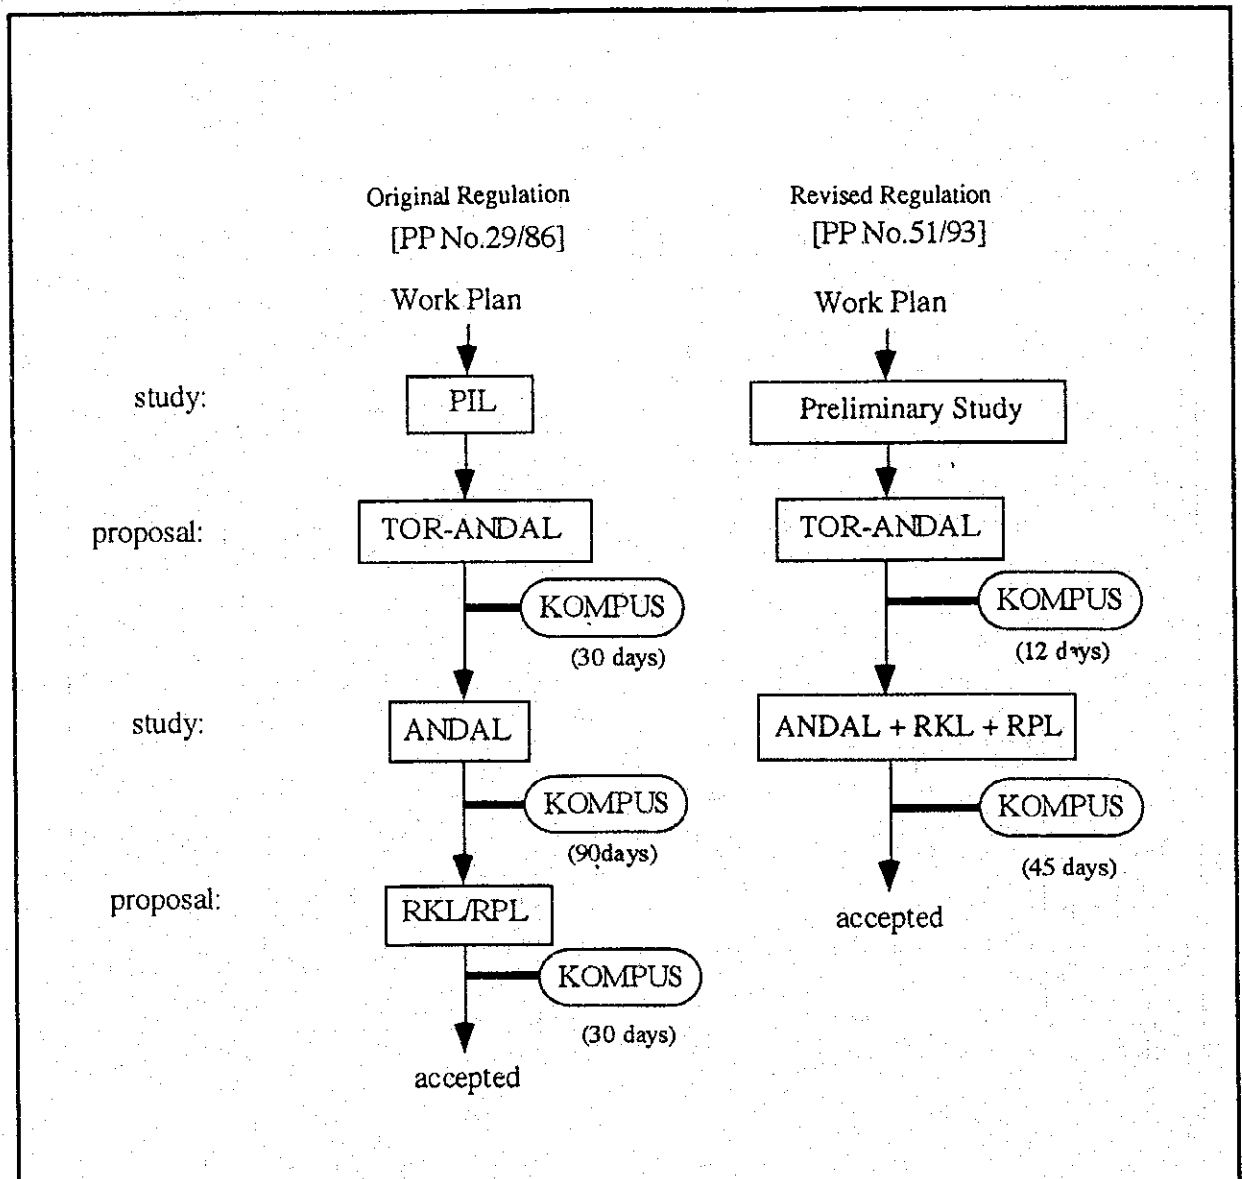 Original Regulation
[PP No.29/86]
Revised Regulation
[PP No.51/93]
Work Plan
Work Plan
study:
PIL
Preliminary Study
proposal:
TOR-ANDAL
TOR-ANDAL
KOMPUS
(30 days)
KOMPUS
(12 days)
study:
ANDAL
ANDAL + RKL + RPL
KOMPUS
(90days)
KOMPUS
(45 days)
proposal:
RKL/RPL
accepted
KOMPUS
(30 days)
accepted